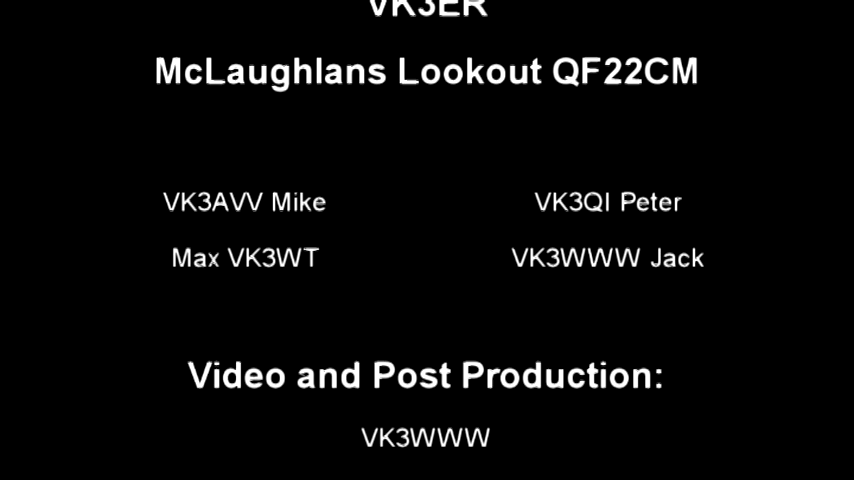 VK3ER
McLaughlans Lookout QF22CM
VK3AVV Mike
VK3QI Peter
Max VK3WT
VK3WWW Jack
Video and Post Production:
VK3WWW